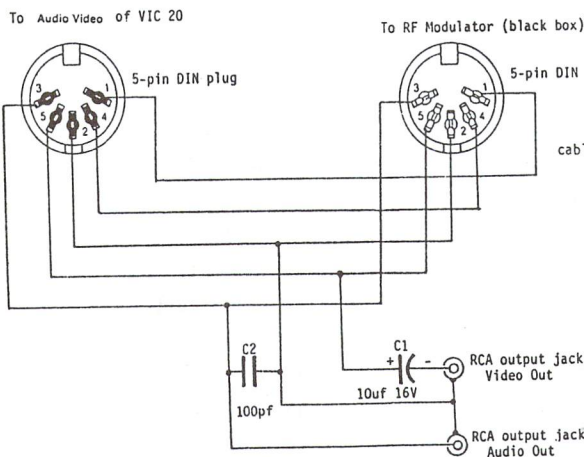 To Audio Video of VIC 20
To RF Modulator (black box)
5-pin DIN plug
5-pin DIN
3
1
5
4
2
3
1
5
4
2
cabl
C2
100pf
C1
+
-
10uf 16V
RCA output jack
Video Out
RCA output jack
Audio Out